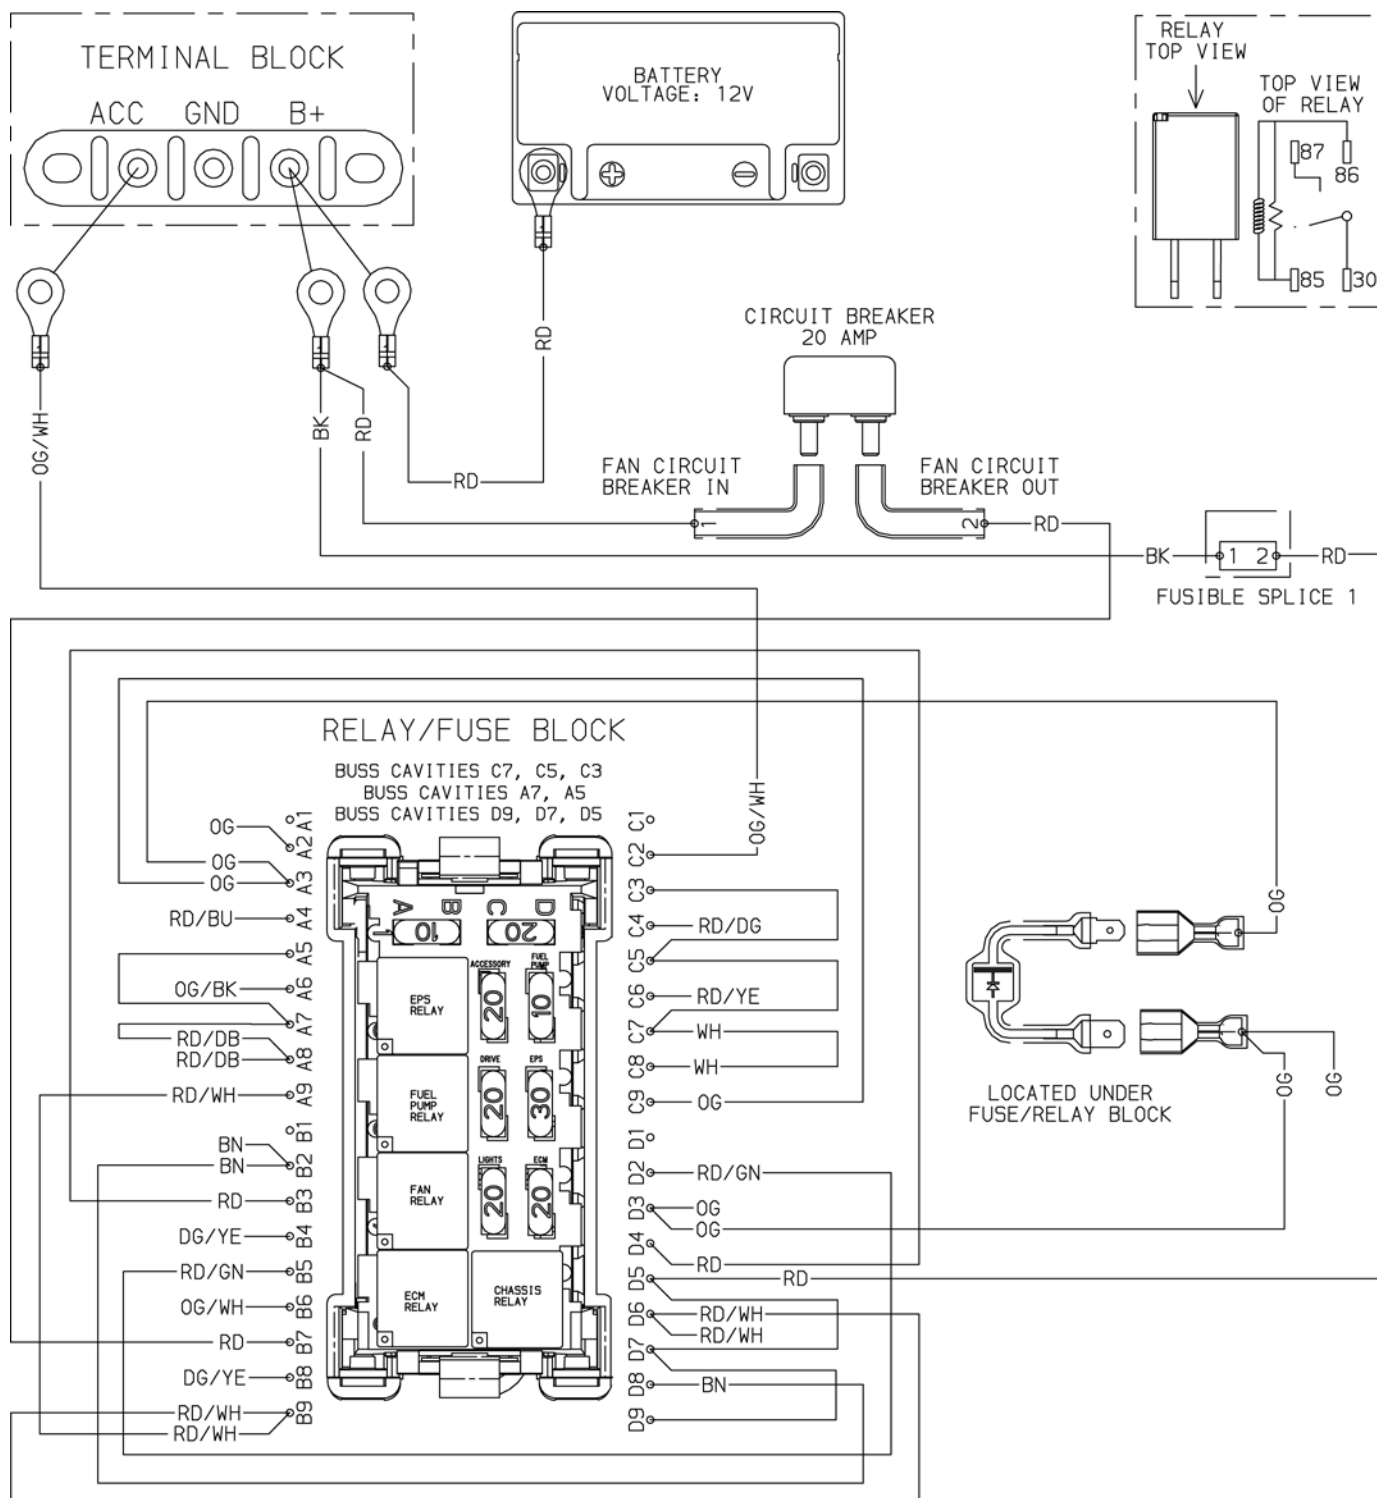 TERMINAL BLOCK
ACC GND B+
BATTERY
VOLTAGE: 12V
RELAY
TOP VIEW
TOP VIEW
OF RELAY
87
86
85
30
OG/WH
BK
RD
RD
RD
CIRCUIT BREAKER
20 AMP
FAN CIRCUIT
BREAKER IN
FAN CIRCUIT
BREAKER OUT
1
2
RD
BK
1 2
RD
FUSIBLE SPLICE 1
RELAY/FUSE BLOCK
BUSS CAVITIES C7, C5, C3
BUSS CAVITIES A7, A5
BUSS CAVITIES D9, D7, D5
OG/WH
A1
OG
A2
OG
OG
A3
RD/BU
A4
A5
OG/BK
A6
A7
RD/DB
RD/DB
A8
RD/WH
A9
B1
BN
BN
B2
RD
B3
DG/YE
B4
RD/GN
B5
OG/WH
B6
RD
B7
DG/YE
B8
RD/WH
RD/WH
B9
A B C D
10
20
EPS
RELAY
ACCESSORY
20
FUEL
PUMP
10
FUEL
PUMP
RELAY
DRIVE
20
EPS
30
FAN
RELAY
LIGHTS
20
ECM
20
ECM
RELAY
CHASSIS
RELAY
C1
C2
C3
C4
RD/DG
C5
C6
RD/YE
C7
WH
C8
WH
C9
OG
D1
D2
RD/GN
D3
OG
OG
D4
RD
D5
RD
D6
RD/WH
RD/WH
D7
D8
BN
D9
OG
OG
OG
LOCATED UNDER
FUSE/RELAY BLOCK